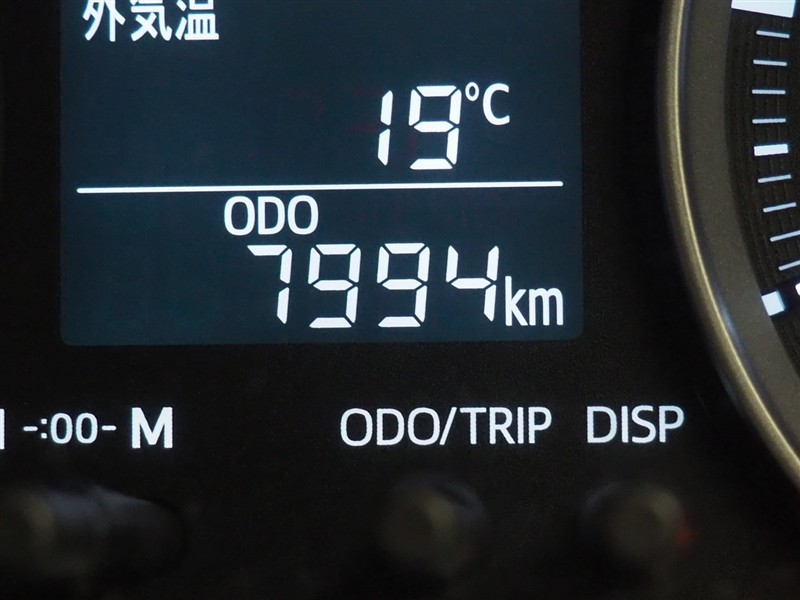 外気温
19°C
ODO
7994km
-:00- M ODO/TRIP DISP